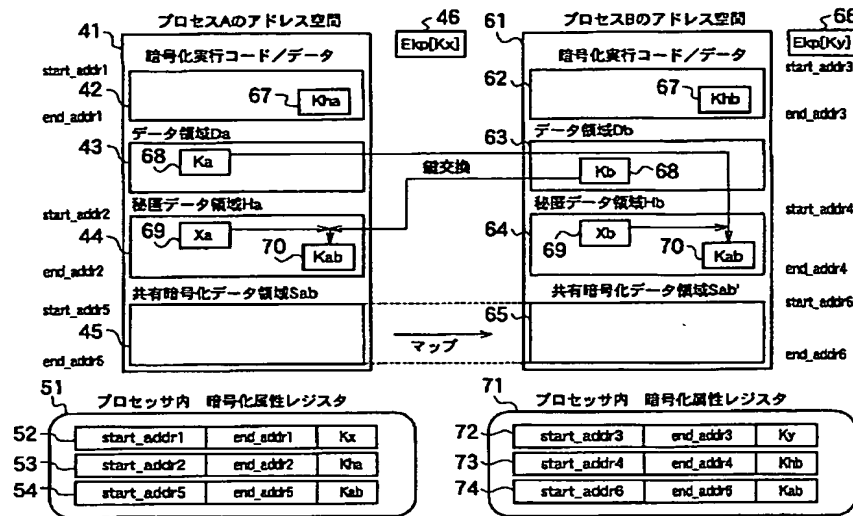 プロセスAのアドレス空間
41
46
Ekp[Kx]
暗号化実行コード/データ
start_addr1
42
67
Kha
end_addr1
データ領域Da
43
68
Ka
鍵交換
start_addr2
秘匿データ領域Ha
44
69
Xa
70
Kab
end_addr2
start_addr5
共有暗号化データ領域Sab
45
マップ
end_addr5
プロセスBのアドレス空間
61
66
Ekp[Ky]
暗号化実行コード/データ
start_addr3
62
67
Khb
end_addr3
データ領域Db
63
Kb
68
start_addr4
秘匿データ領域Hb
64
69
Xb
70
Kab
end_addr4
start_addr6
共有暗号化データ領域Sab'
65
end_addr6
51
プロセッサ内 暗号化属性レジスタ
52 start_addr1 end_addr1 Kx
53 start_addr2 end_addr2 Kha
54 start_addr5 end_addr5 Kab
71
プロセッサ内 暗号化属性レジスタ
72 start_addr3 end_addr3 Ky
73 start_addr4 end_addr4 Khb
74 start_addr6 end_addr6 Kab